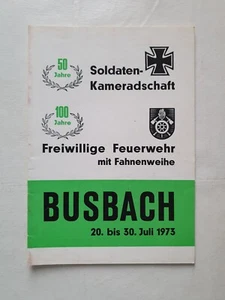 50
Jahre
Soldaten-
Kameradschaft
100
Jahre
Freiwillige Feuerwehr
mit Fahnenweihe
BUSBACH
20. bis 30. Juli 1973